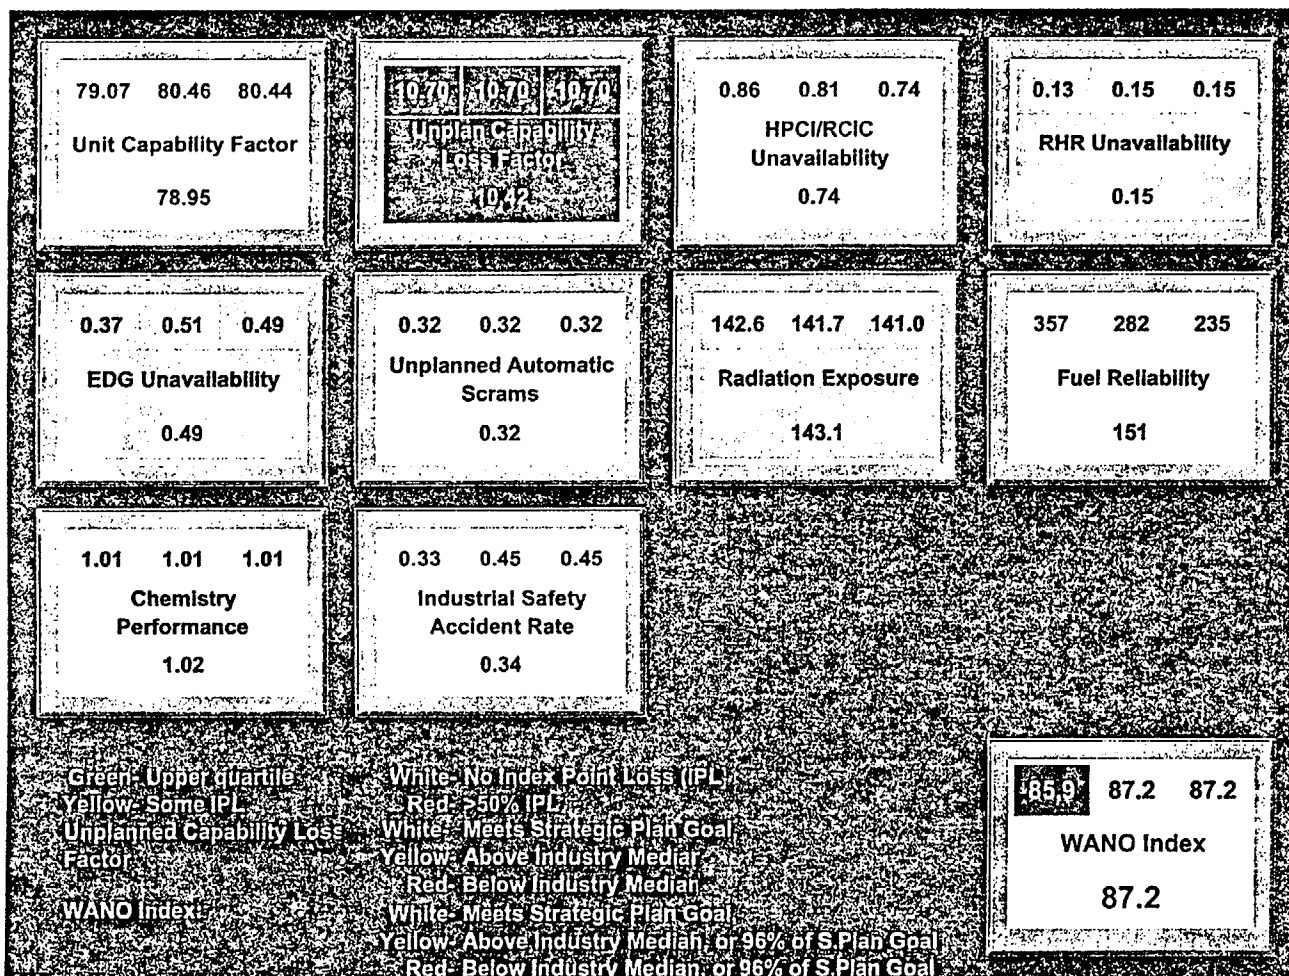 79.07 80.46 80.44
Unit Capability Factor
78.95
10.70 10.70 10.70
Unplan Capability
Loss Factor
10.42
0.86 0.81 0.74
HPCI/RCIC
Unavailability
0.74
0.13 0.15 0.15
RHR Unavailability
0.15
0.37 0.51 0.49
EDG Unavailability
0.49
0.32 0.32 0.32
Unplanned Automatic
Scrams
0.32
142.6 141.7 141.0
Radiation Exposure
143.1
357 282 235
Fuel Reliability
151
1.01 1.01 1.01
Chemistry
Performance
1.02
0.33 0.45 0.45
Industrial Safety
Accident Rate
0.34
Green- Upper quartile
Yellow- Some IPL
Unplanned Capability Loss
Factor
WANO Index:
White- No Index Point Loss (IPL)
Red- >50% IPL
White- Meets Strategic Plan Goal
Yellow- Above Industry Median
Red- Below Industry Median
White- Meets Strategic Plan Goal
Yellow- Above Industry Median, or 96% of S.Plan Goal
Red- Below Industry Median, or 96% of S.Plan Goal
85.9 87.2 87.2
WANO Index
87.2